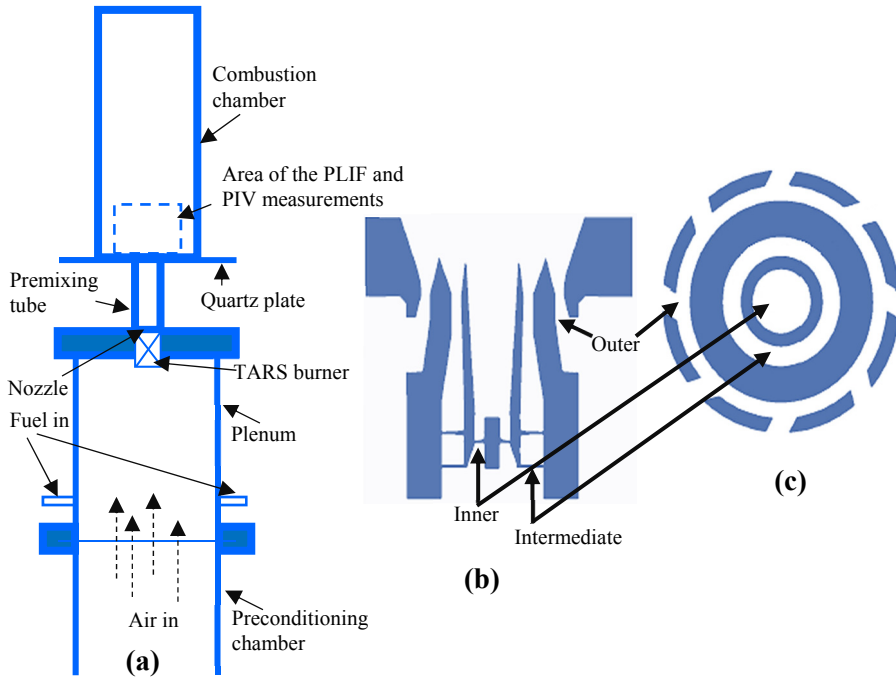 Combustion
chamber
Area of the PLIF and
PIV measurements
Premixing
tube
Quartz plate
Nozzle
TARS burner
Fuel in
Plenum
Air in
Preconditioning
chamber
(a)
Outer
Inner
Intermediate
(b)
(c)